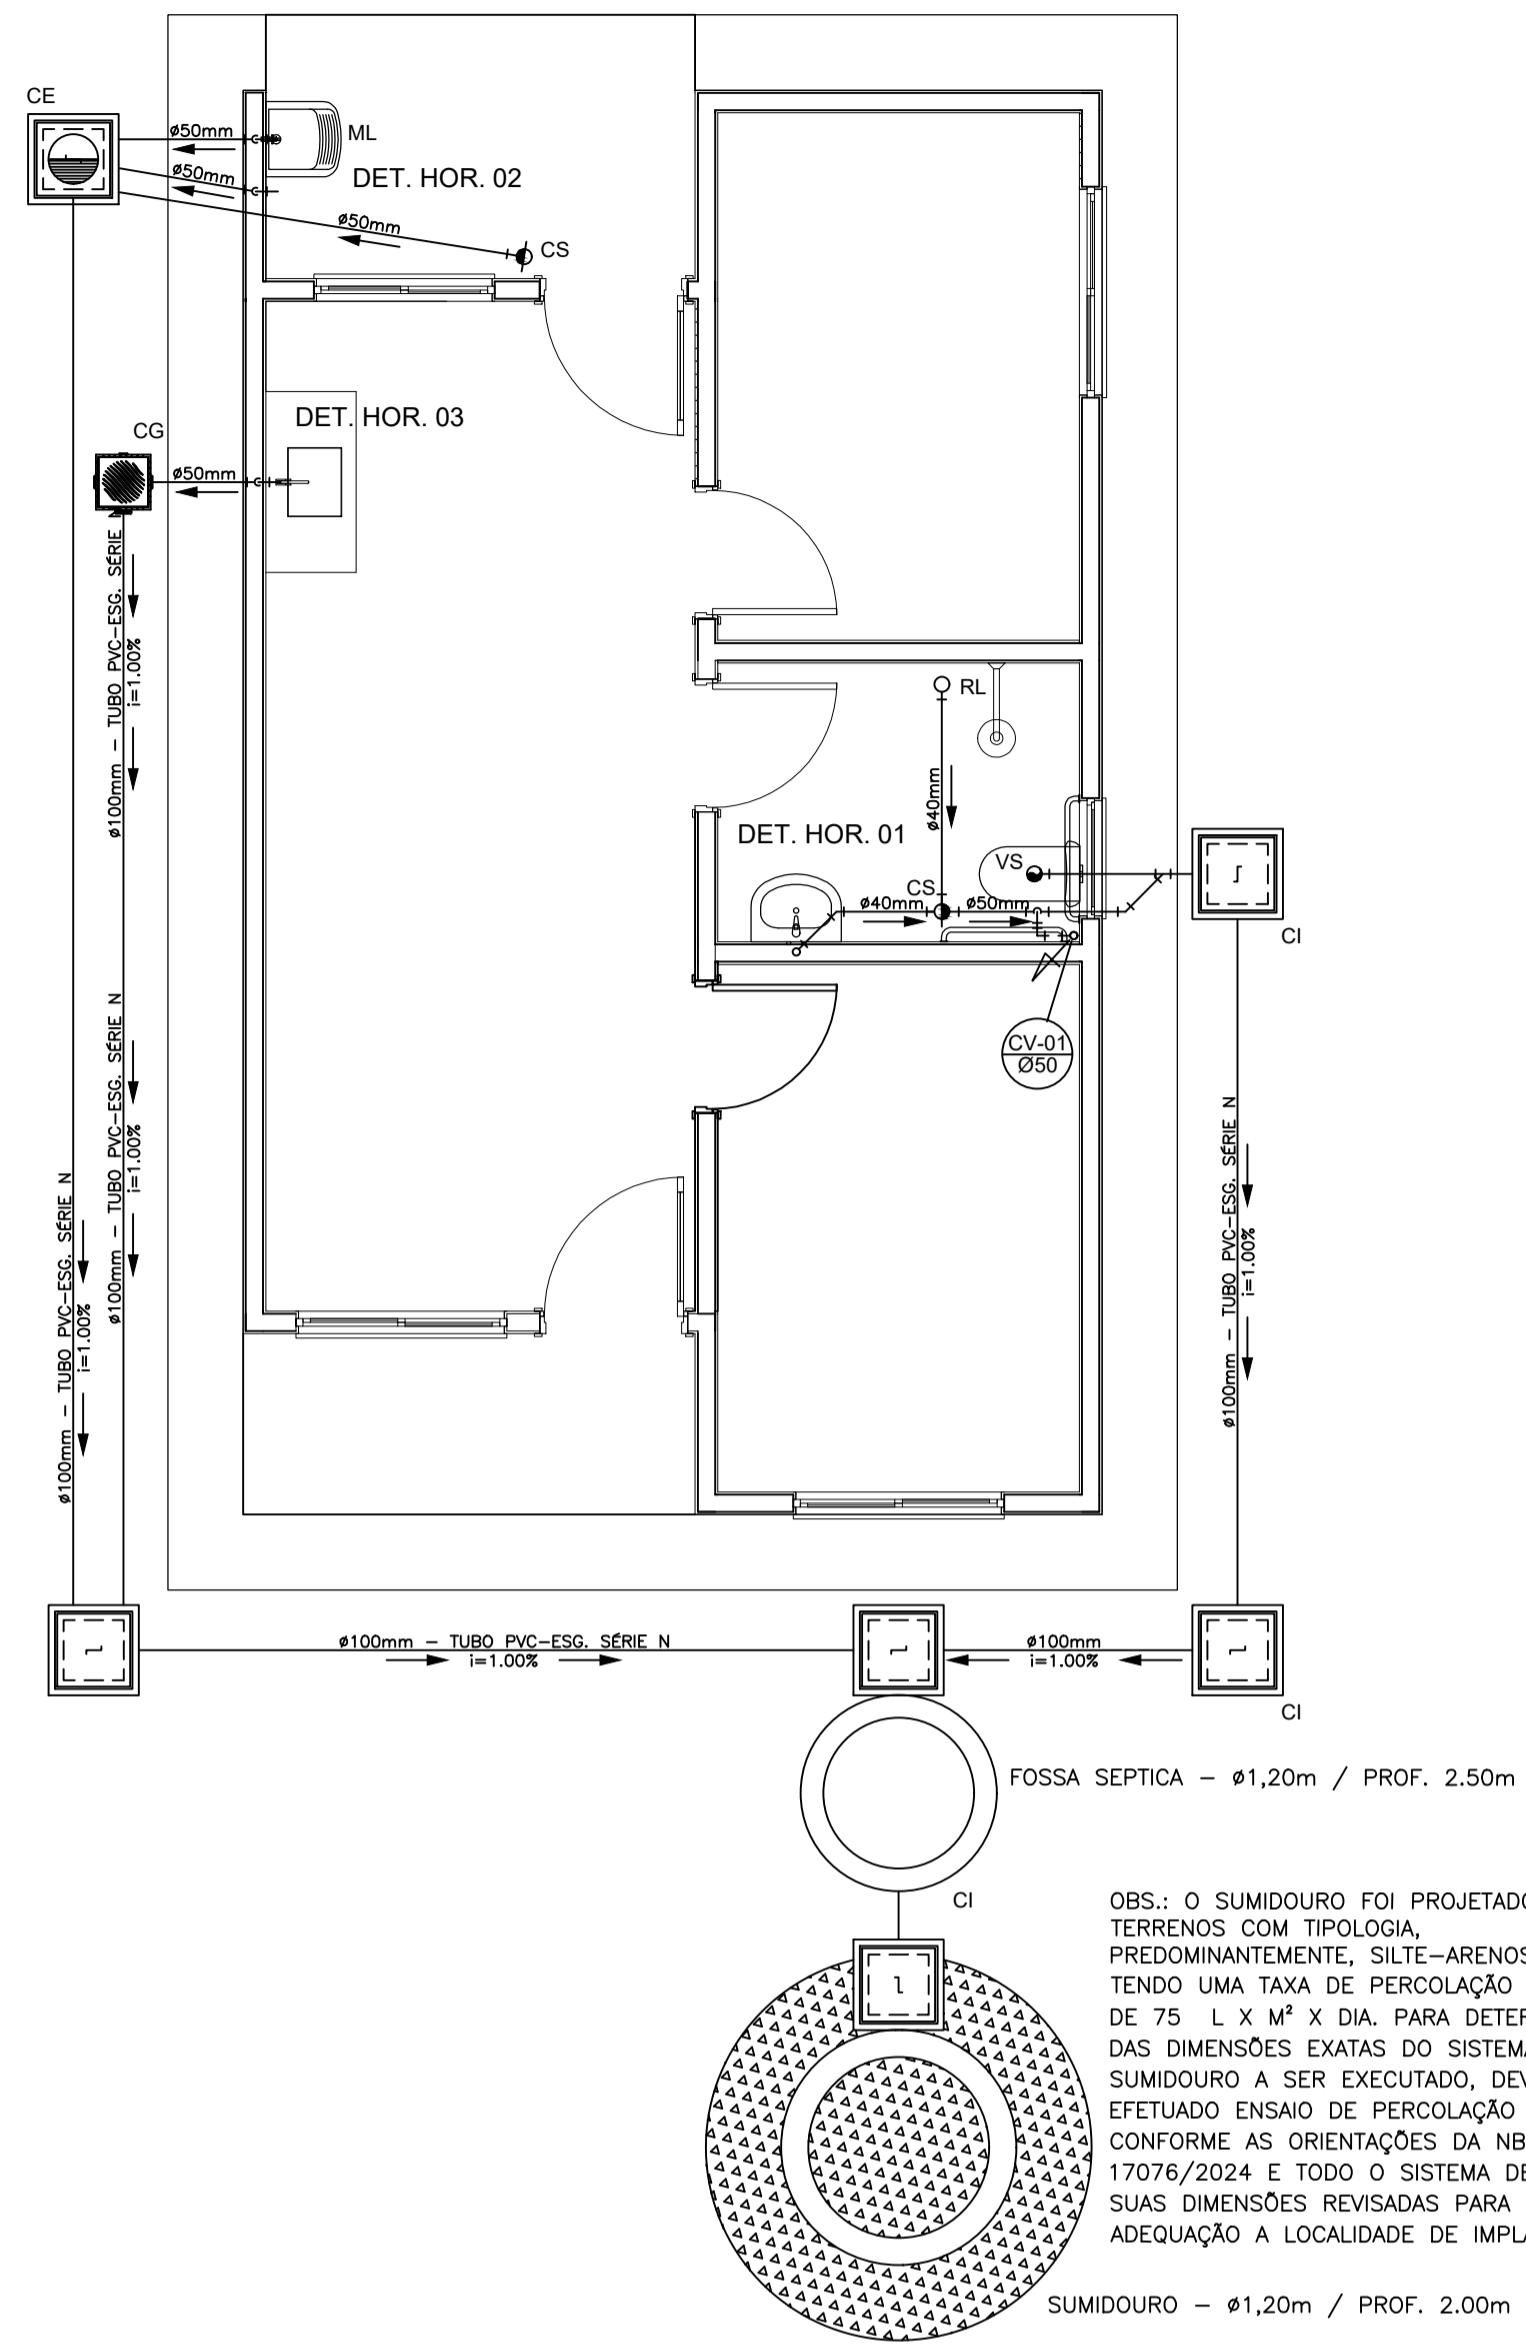 CE
ø50mm
ML
DET. HOR. 02
ø50mm
ø50mm
CS
DET. HOR. 03
CG
ø50mm
ø100mm – TUBO PVC–ESG. SÉRIE N
i=1.00%
RL
ø40mm
DET. HOR. 01
VS
CS
ø40mm
ø50mm
CI
CV-01
Ø50
ø100mm – TUBO PVC–ESG. SÉRIE N
i=1.00%
ø100mm – TUBO PVC–ESG. SÉRIE N
i=1.00%
ø100mm – TUBO PVC–ESG. SÉRIE N
i=1.00%
ø100mm – TUBO PVC–ESG. SÉRIE N
i=1.00%
ø100mm
i=1.00%
CI
FOSSA SEPTICA – ø1,20m / PROF. 2.50m
CI
OBS.: O SUMIDOURO FOI PROJETADO
TERRENOS COM TIPOLOGIA,
PREDOMINANTEMENTE, SILTE–ARENOS
TENDO UMA TAXA DE PERCOLAÇÃO
DE 75 L X M² X DIA. PARA DETER
DAS DIMENSÕES EXATAS DO SISTEMA
SUMIDOURO A SER EXECUTADO, DEV
EFETUADO ENSAIO DE PERCOLAÇÃO
CONFORME AS ORIENTAÇÕES DA NB
17076/2024 E TODO O SISTEMA DE
SUAS DIMENSÕES REVISADAS PARA
ADEQUAÇÃO A LOCALIDADE DE IMPL
SUMIDOURO – ø1,20m / PROF. 2.00m